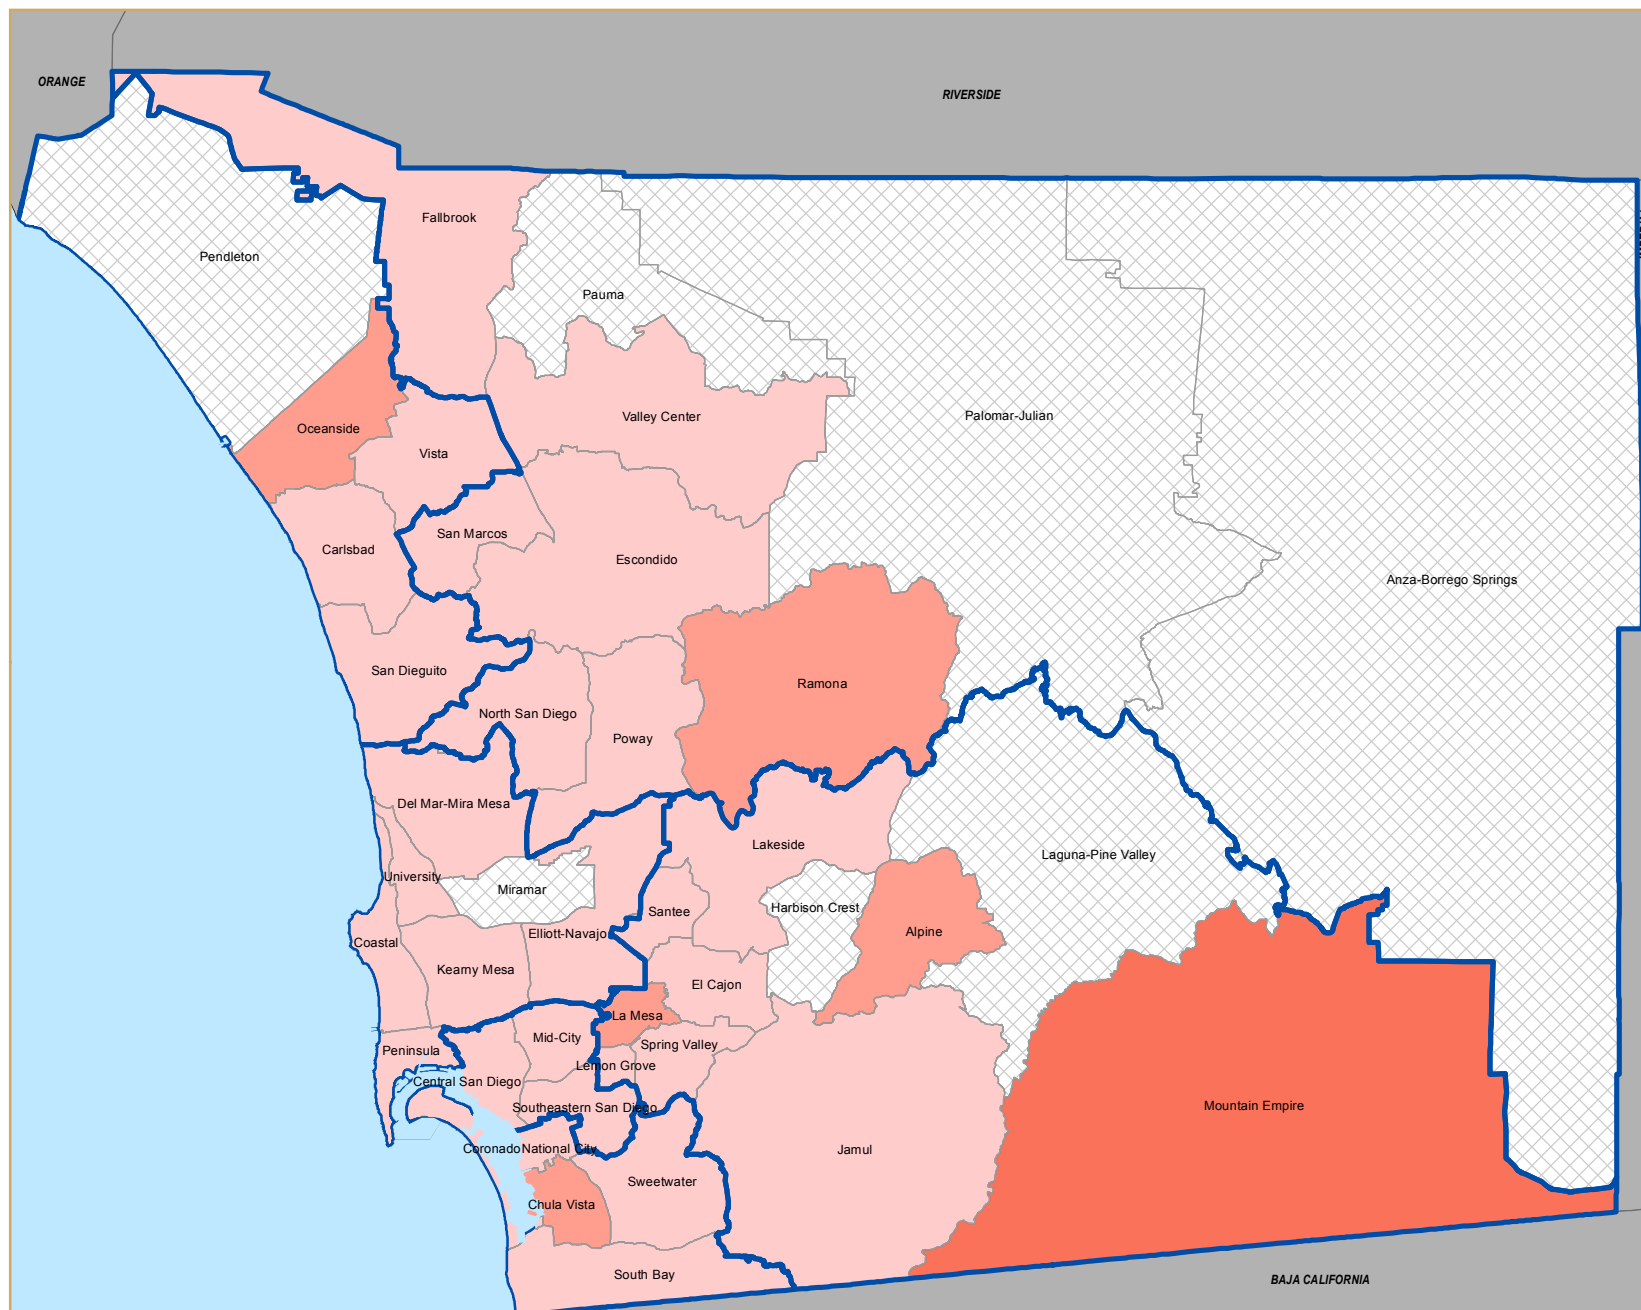 ORANGE
RIVERSIDE
Fallbrook
Pendleton
Pauma
Palomar-Julian
Valley Center
Oceanside
Vista
San Marcos
Carlsbad
Escondido
Anza-Borrego Springs
San Dieguito
Ramona
North San Diego
Poway
Del Mar-Mira Mesa
Lakeside
Laguna-Pine Valley
University
Miramar
Harbison Crest
Santee
Alpine
Elliott-Navajo
Coastal
Kearny Mesa
El Cajon
La Mesa
Mid-City
Spring Valley
Peninsula
Lemon Grove
Central San Diego
Southeastern San Diego
Mountain Empire
Coronado
National City
Jamul
Sweetwater
Chula Vista
South Bay
BAJA CALIFORNIA